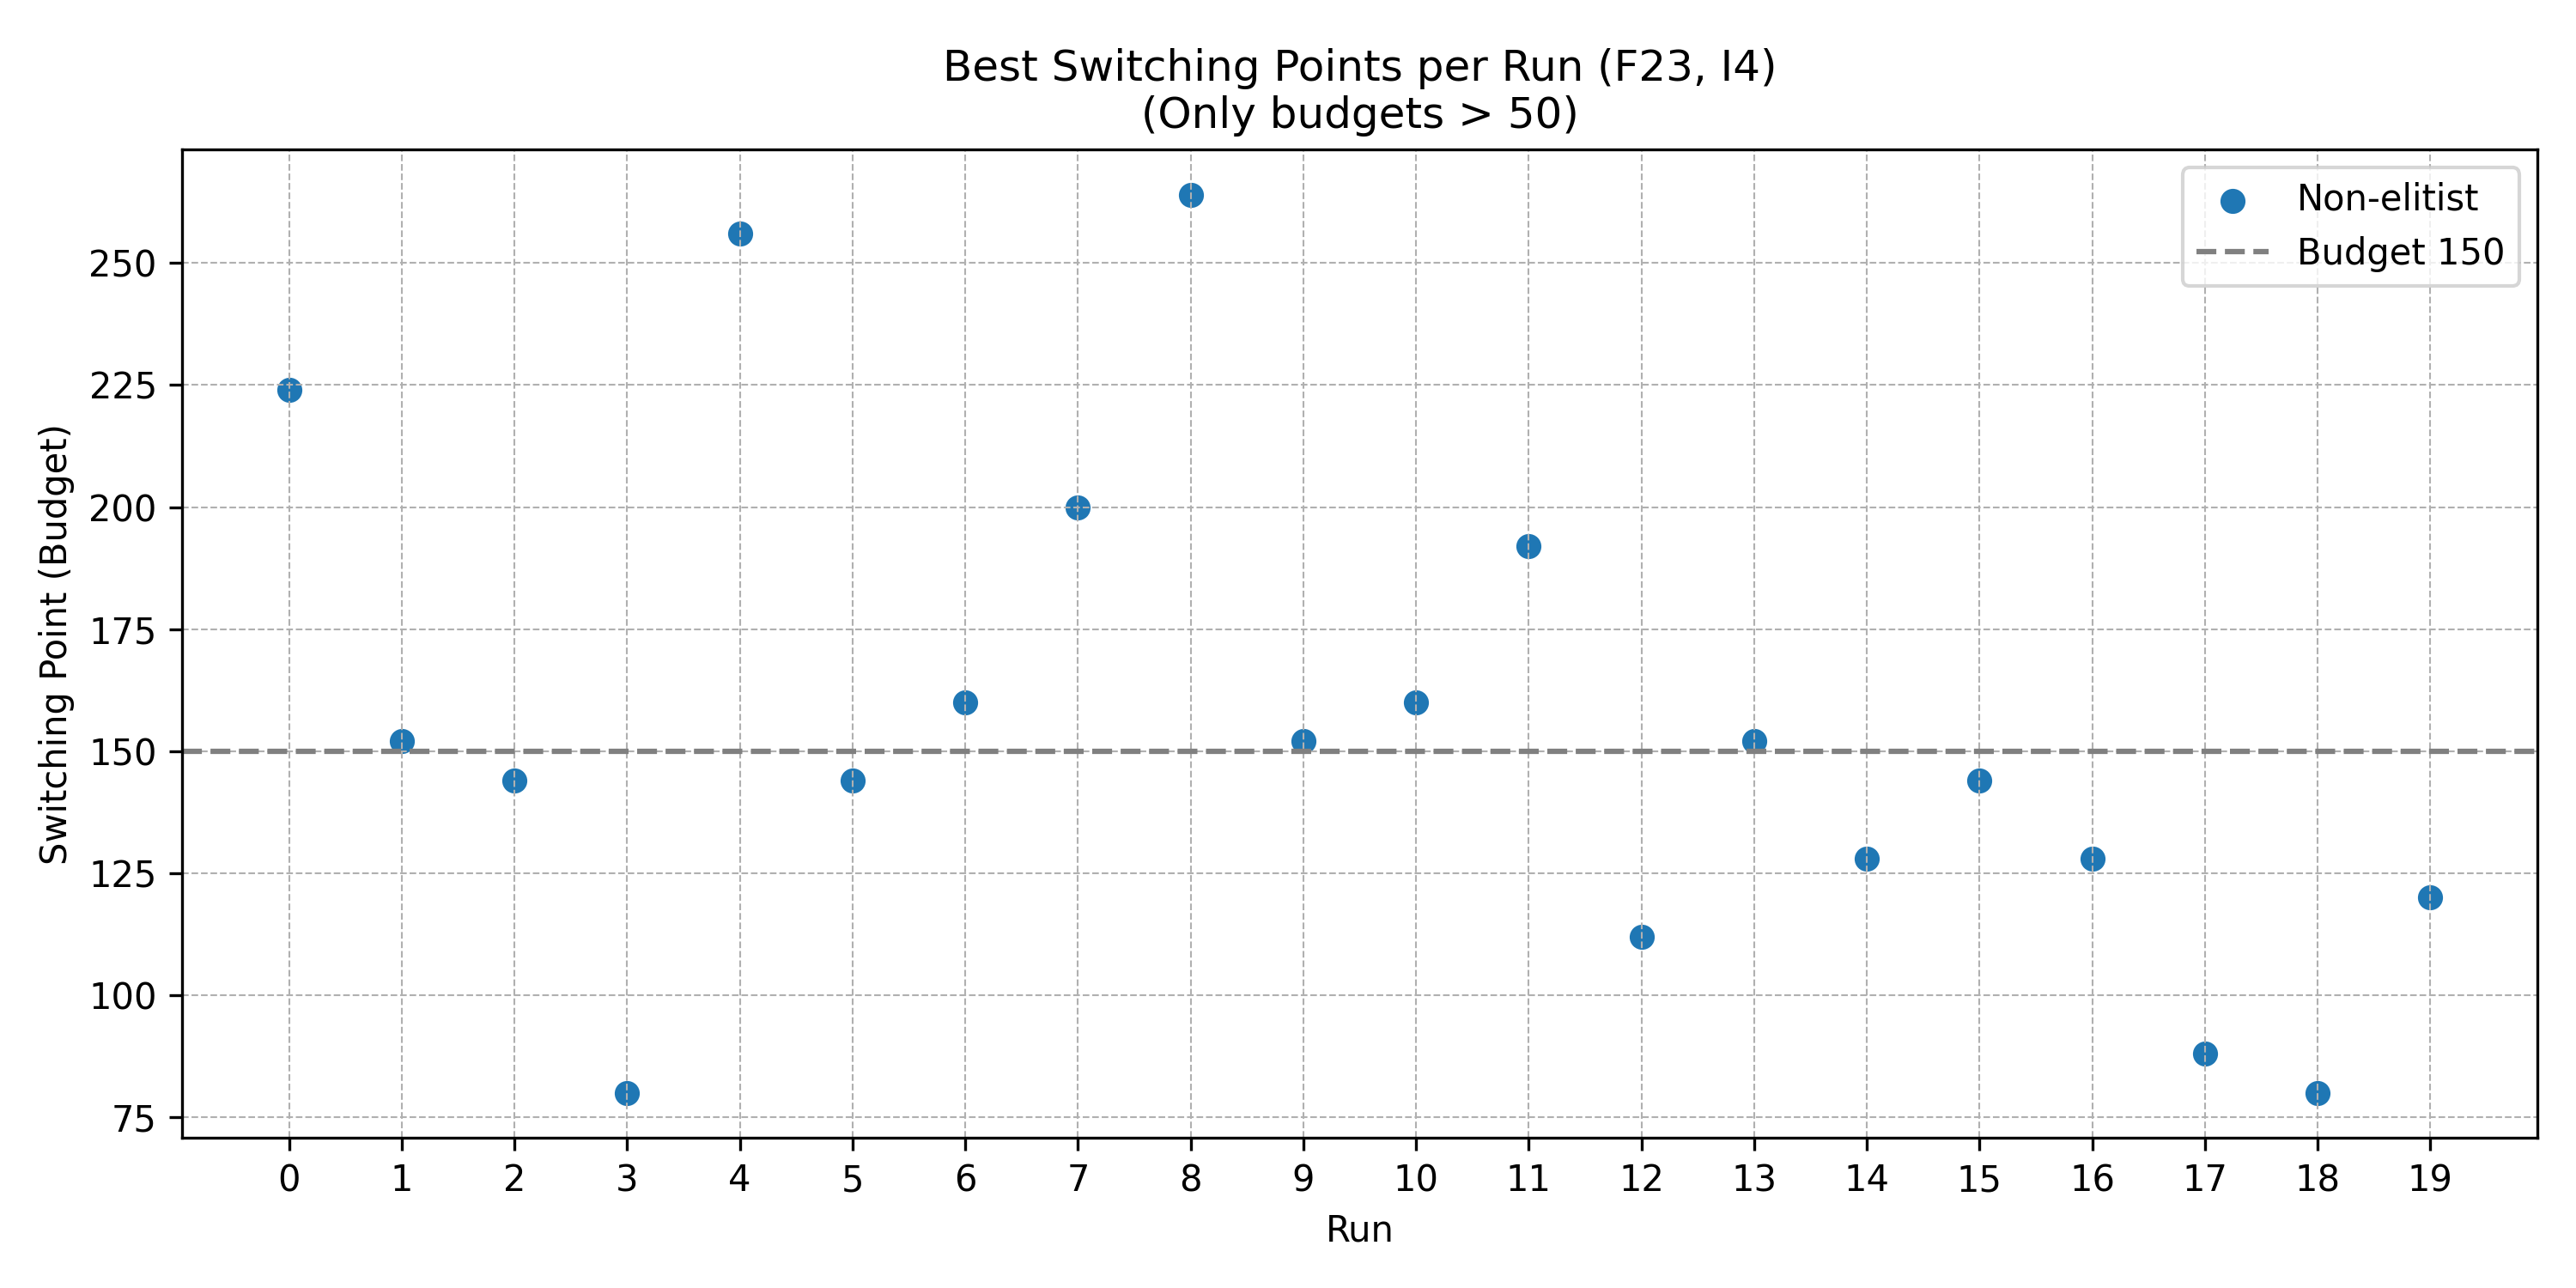 Best Switching Points per Run (F23, I4)
(Only budgets > 50)
Non-elitist
Budget 150
Switching Point (Budget)
250
225
200
175
150
125
100
75
0 1 2 3 4 5 6 7 8 9 10 11 12 13 14 15 16 17 18 19
Run